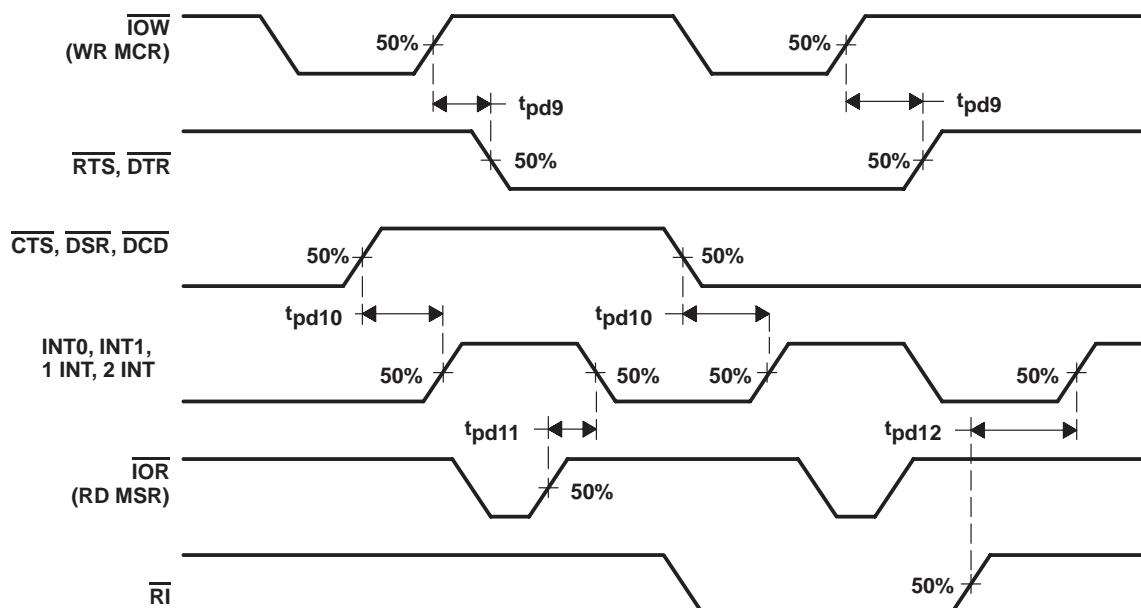 IOW
(WR MCR)
50%
50%
tpd9
tpd9
RTS, DTR
50%
50%
CTS, DSR, DCD
50%
50%
tpd10
tpd10
INT0, INT1,
1 INT, 2 INT
50%
50%
50%
50%
tpd11
tpd12
IOR
(RD MSR)
50%
RI
50%